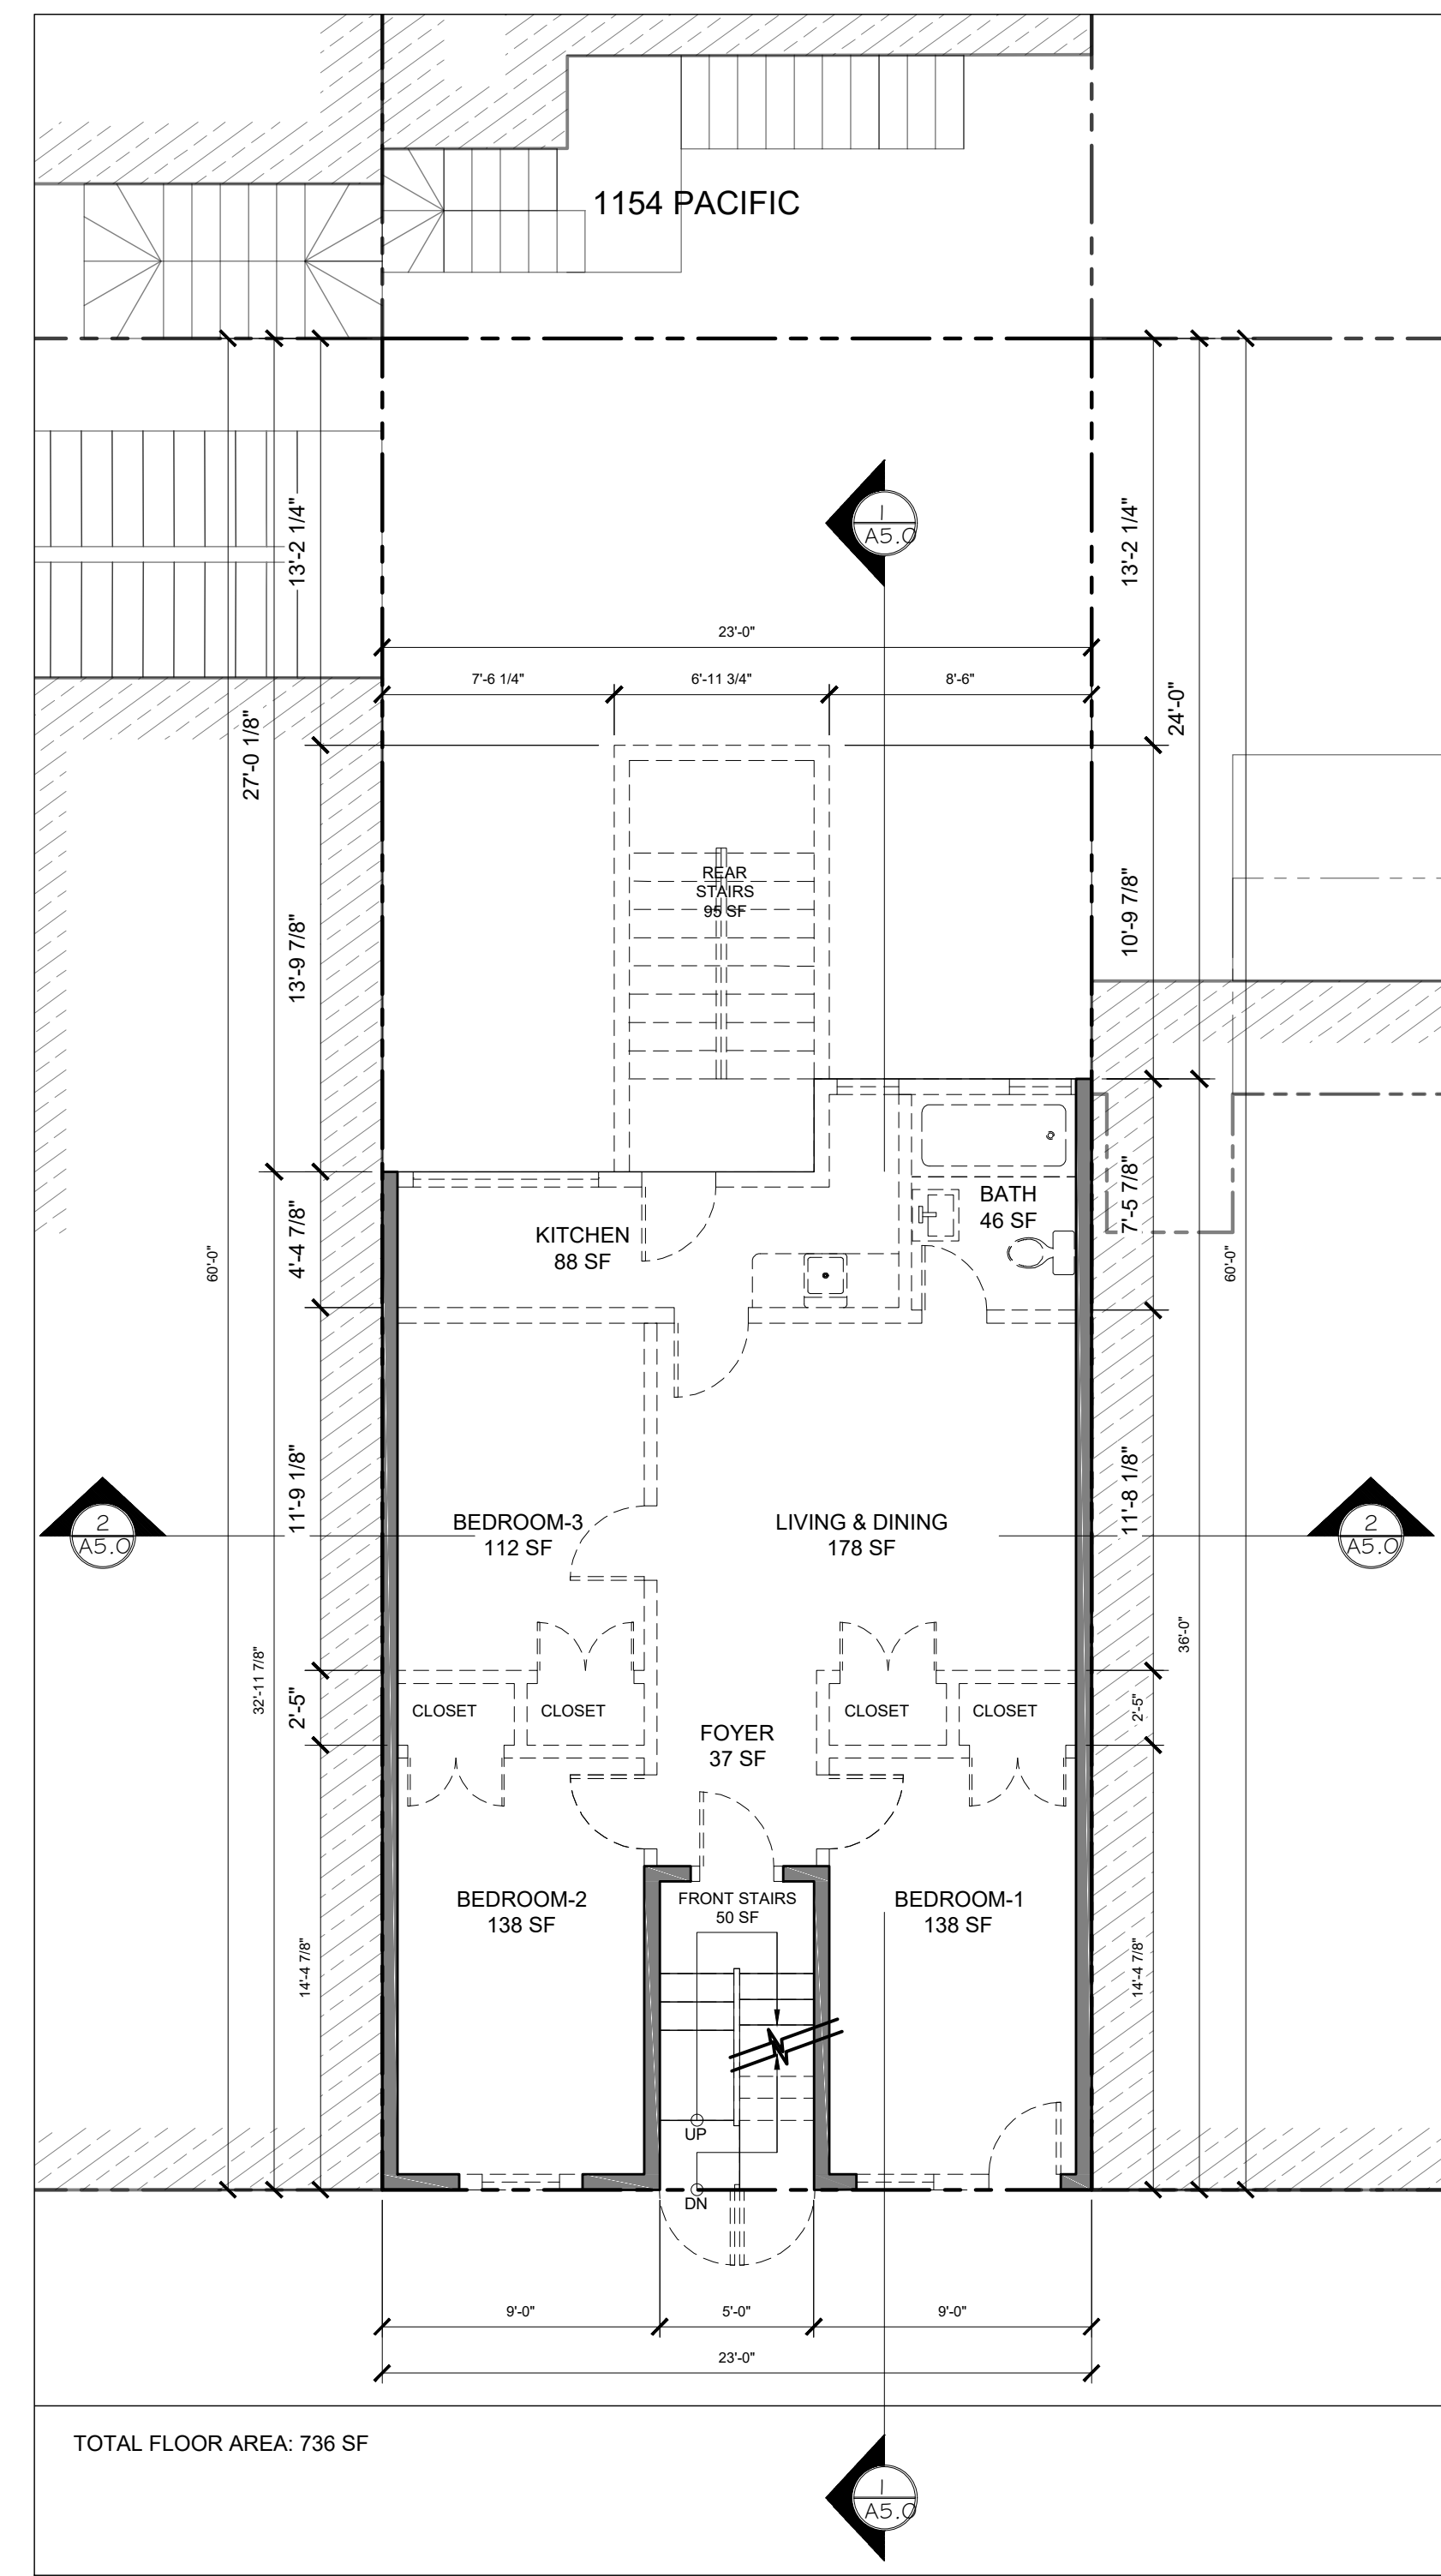 1154 PACIFIC
13'-2 1/4"
13'-2 1/4"
1
A5.0
23'-0"
7'-6 1/4"
6'-11 3/4"
8'-6"
27'-0 1/8"
24'-0"
REAR
STAIRS
95 SF
13'-9 7/8"
10'-9 7/8"
BATH
46 SF
KITCHEN
88 SF
4'-4 7/8"
7'-5 7/8"
60'-0"
60'-0"
11'-9 1/8"
11'-8 1/8"
2
A5.0
BEDROOM-3
112 SF
LIVING & DINING
178 SF
2
A5.0
32'-11 7/8"
36'-0"
2'-5"
2'-5"
CLOSET
CLOSET
CLOSET
CLOSET
FOYER
37 SF
BEDROOM-2
138 SF
FRONT STAIRS
50 SF
BEDROOM-1
138 SF
14'-4 7/8"
14'-4 7/8"
UP
DN
9'-0"
5'-0"
9'-0"
23'-0"
TOTAL FLOOR AREA: 736 SF
1
A5.0